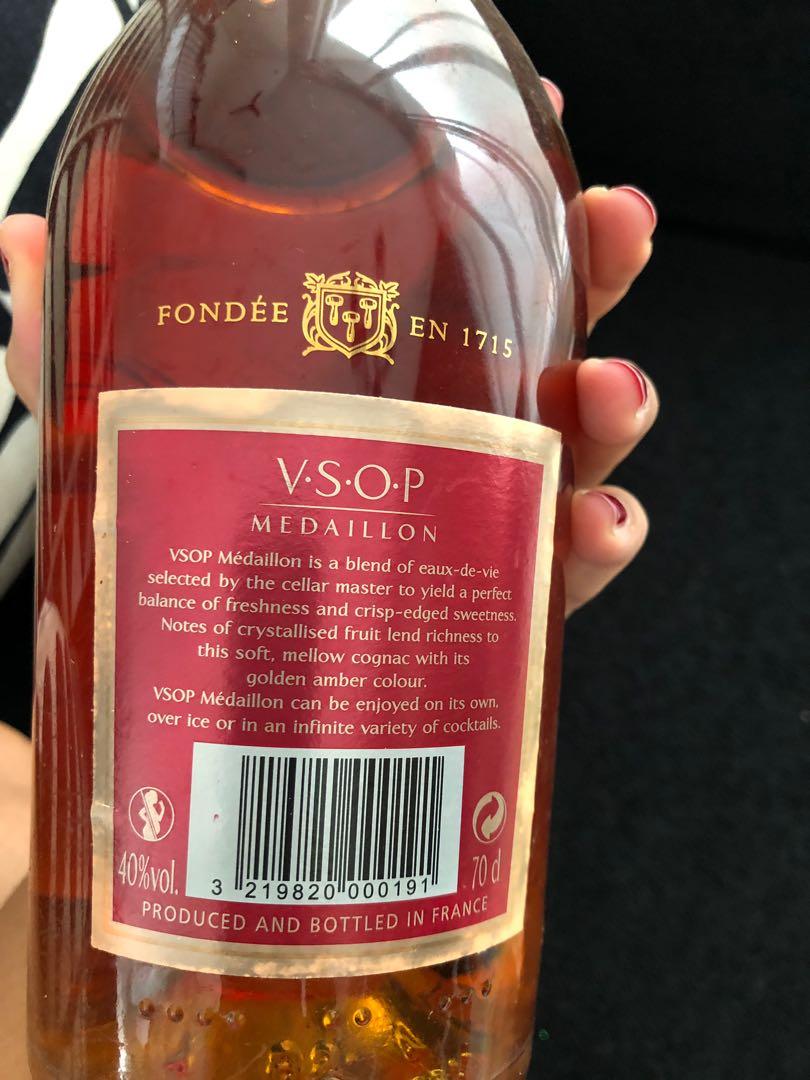 FONDÉE EN 1715
V·S·O·P
MEDAILLON
VSOP Médaillon is a blend of eaux-de-vie
selected by the cellar master to yield a perfect
balance of freshness and crisp-edged sweetness.
Notes of crystallised fruit lend richness to
this soft, mellow cognac with its
golden amber colour.
VSOP Médaillon can be enjoyed on its own,
over ice or in an infinite variety of cocktails.
40%vol.
3 219820 000191
70 cl
PRODUCED AND BOTTLED IN FRANCE